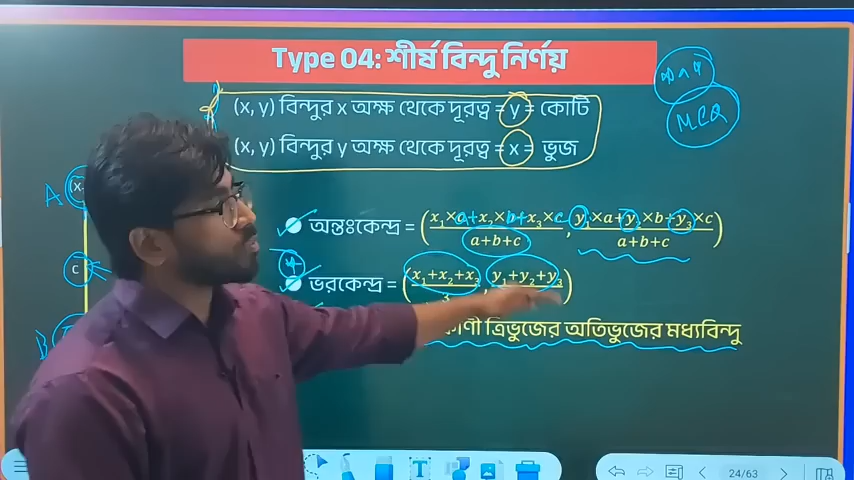 Type 04: শীর্ষ বিন্দু নির্ণয়
(x, y) বিন্দুর x অক্ষ থেকে দূরত্ব = y = কোটি
(x, y) বিন্দুর y অক্ষ থেকে দূরত্ব = x = ভুজ
MCQ
A
অন্তঃকেন্দ্র = (x₁×a+x₂×b+x₃×c / a+b+c , y₁×a+y₂×b+y₃×c / a+b+c)
C
ভরকেন্দ্র = (x₁+x₂+x₃ / 3 , y₁+y₂+y₃)
B
ত্রিভুজের অতিভুজের মধ্যবিন্দু
T
24/63